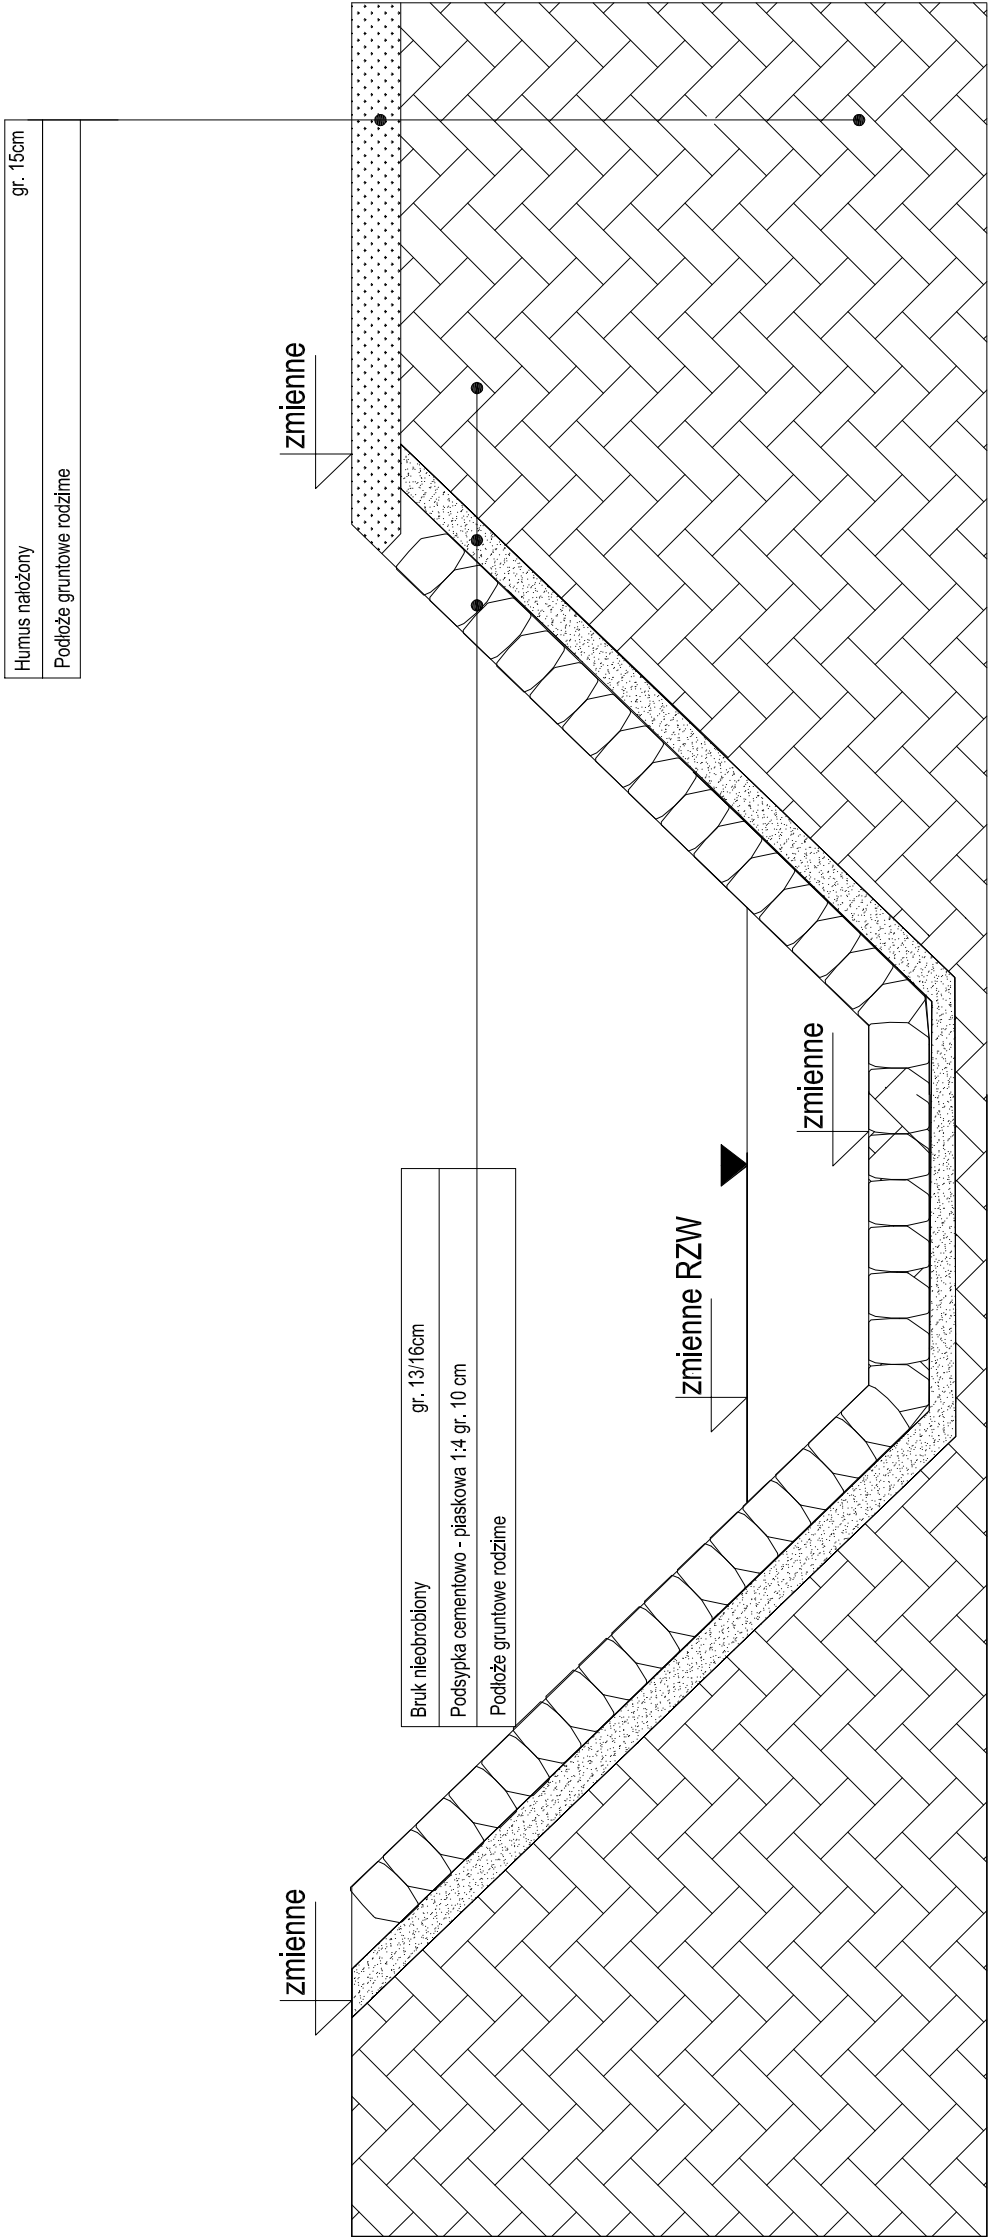 Humus nałożony gr. 15cm
Podłoże gruntowe rodzime
zmienne
zmienne
zmienne RZW
zmienne
Bruk nieobrobiony gr. 13/16cm
Podsypka cementowo - piaskowa 1:4 gr. 10 cm
Podłoże gruntowe rodzime